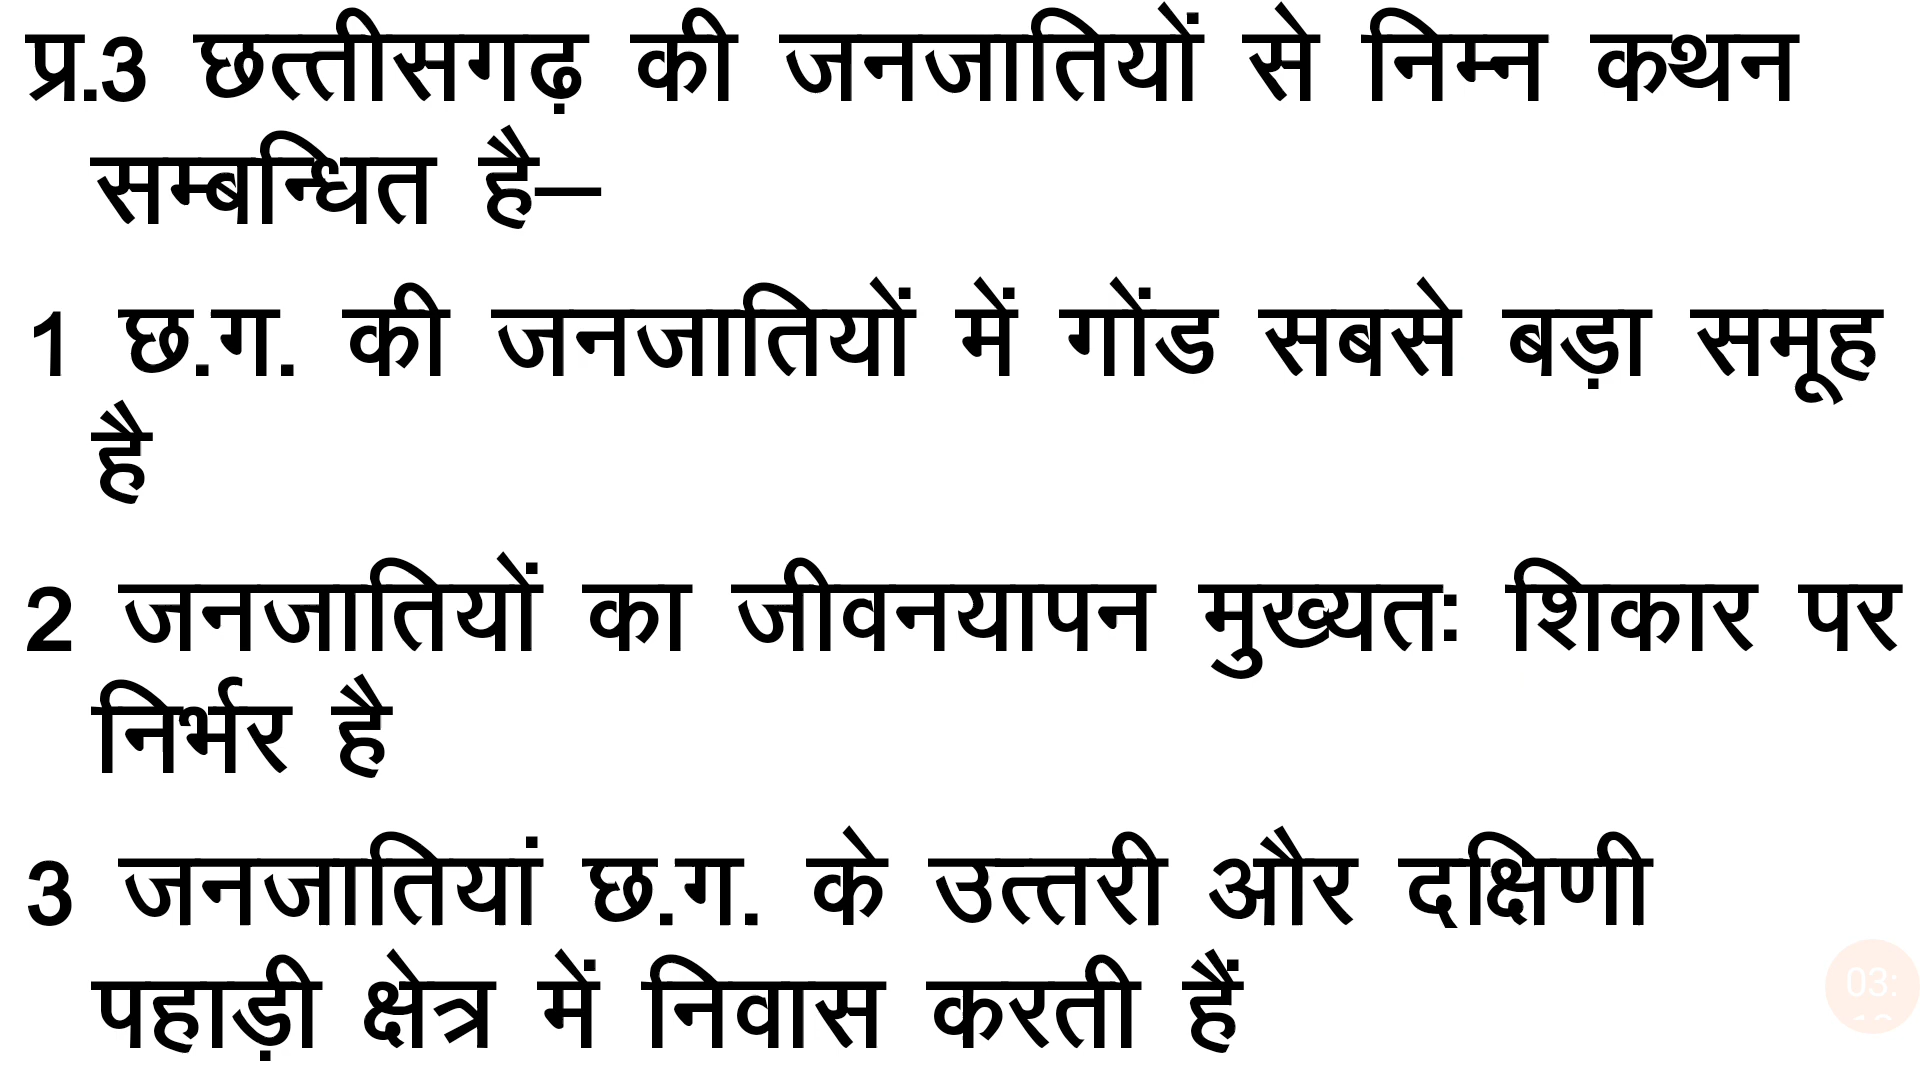 प्र.3 छत्तीसगढ़ की जनजातियों से निम्न कथन
सम्बन्धित है–
1 छ.ग. की जनजातियों में गोंड सबसे बड़ा समूह
है
2 जनजातियों का जीवनयापन मुख्यतः शिकार पर
निर्भर है
3 जनजातियां छ.ग. के उत्तरी और दक्षिणी
पहाड़ी क्षेत्र में निवास करती हैं
03: